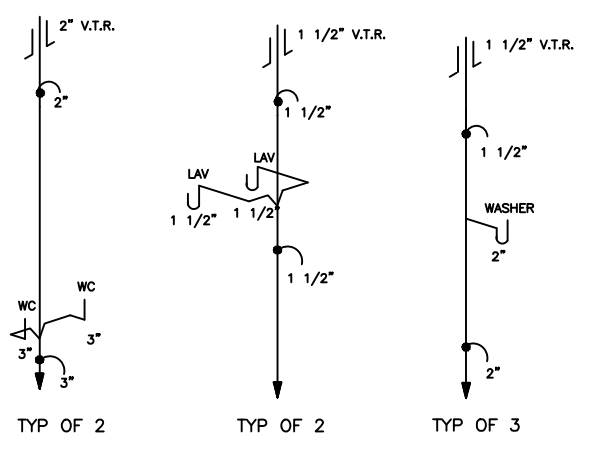 2" V.T.R.
2"
WC
WC
3"
3"
3"
TYP OF 2
1 1/2" V.T.R.
1 1/2"
LAV
LAV
1 1/2"
1 1/2"
1 1/2"
TYP OF 2
1 1/2" V.T.R.
1 1/2"
WASHER
2"
2"
TYP OF 3